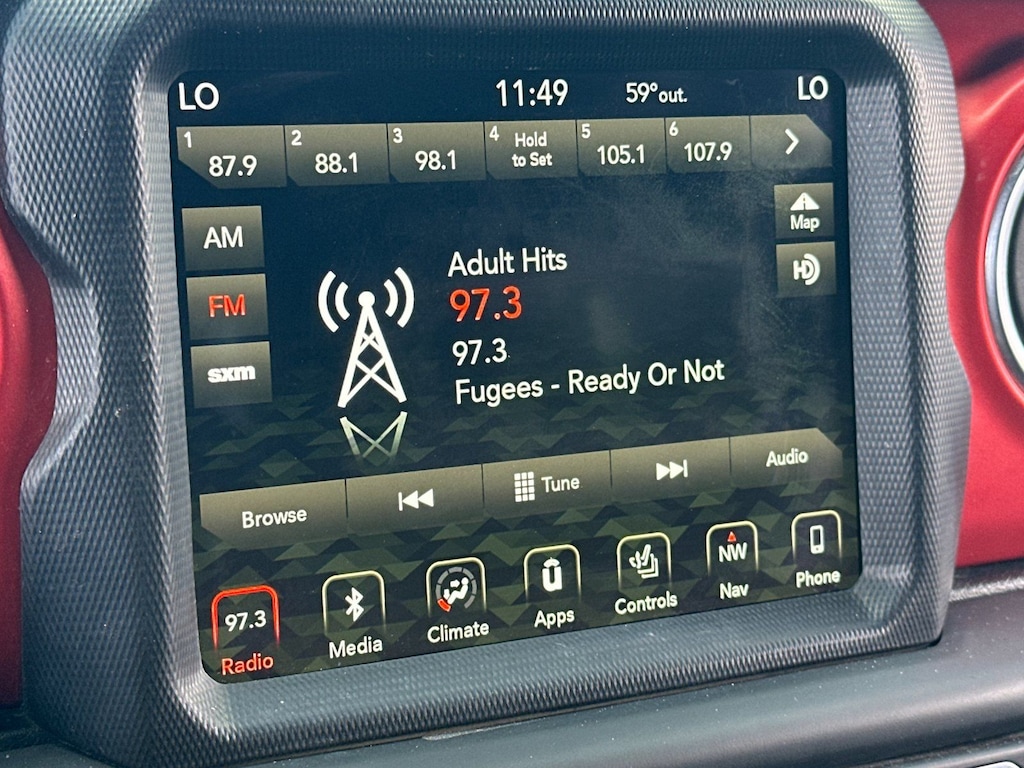 LO 11:49 59° out. LO
1 87.9 2 88.1 3 98.1 4 Hold to Set 5 105.1 6 107.9 >
AM
FM
sxm
Map
HD
Adult Hits
97.3
97.3
Fugees - Ready Or Not
Browse Tune Audio
97.3 NW
Radio Media Climate Apps Controls Nav Phone